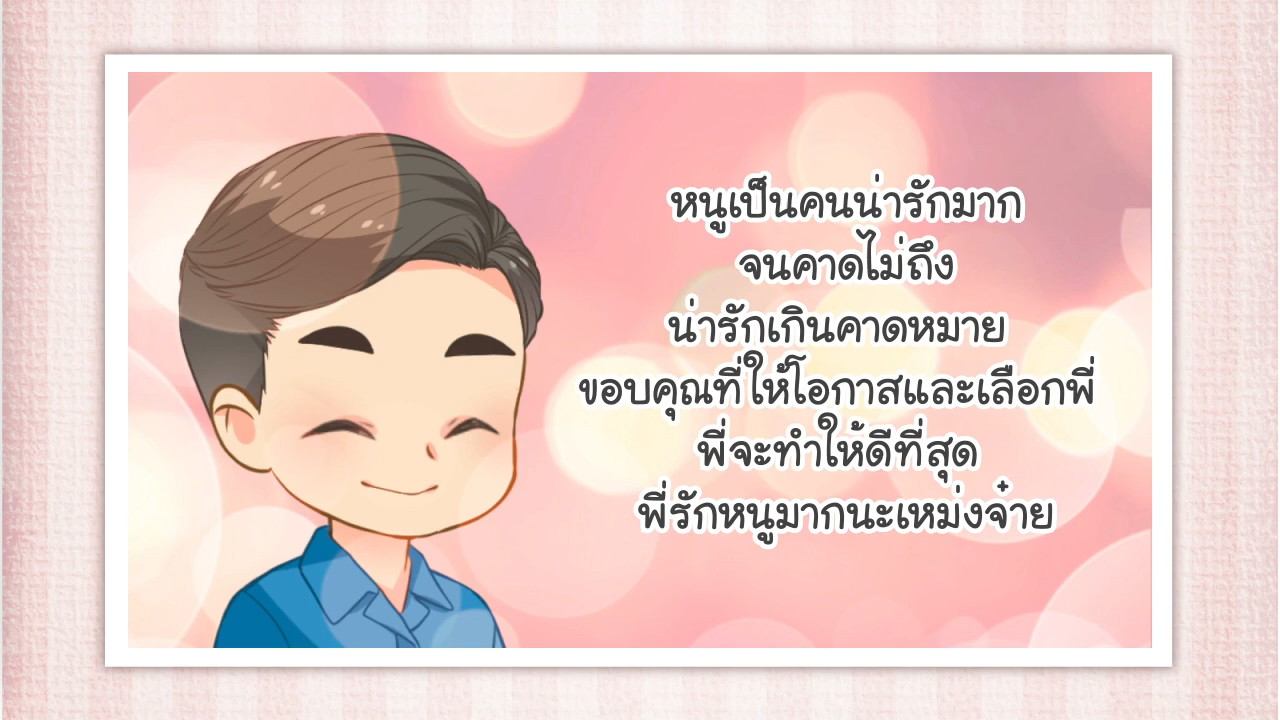 หนูเป็นคนน่ารักมาก
จนคาดไม่ถึง
น่ารักเกินคาดหมาย
ขอบคุณที่ให้โอกาสและเลือกพี่
พี่จะทำให้ดีที่สุด
พี่รักหนูมากนะเหม่งจ๋าย